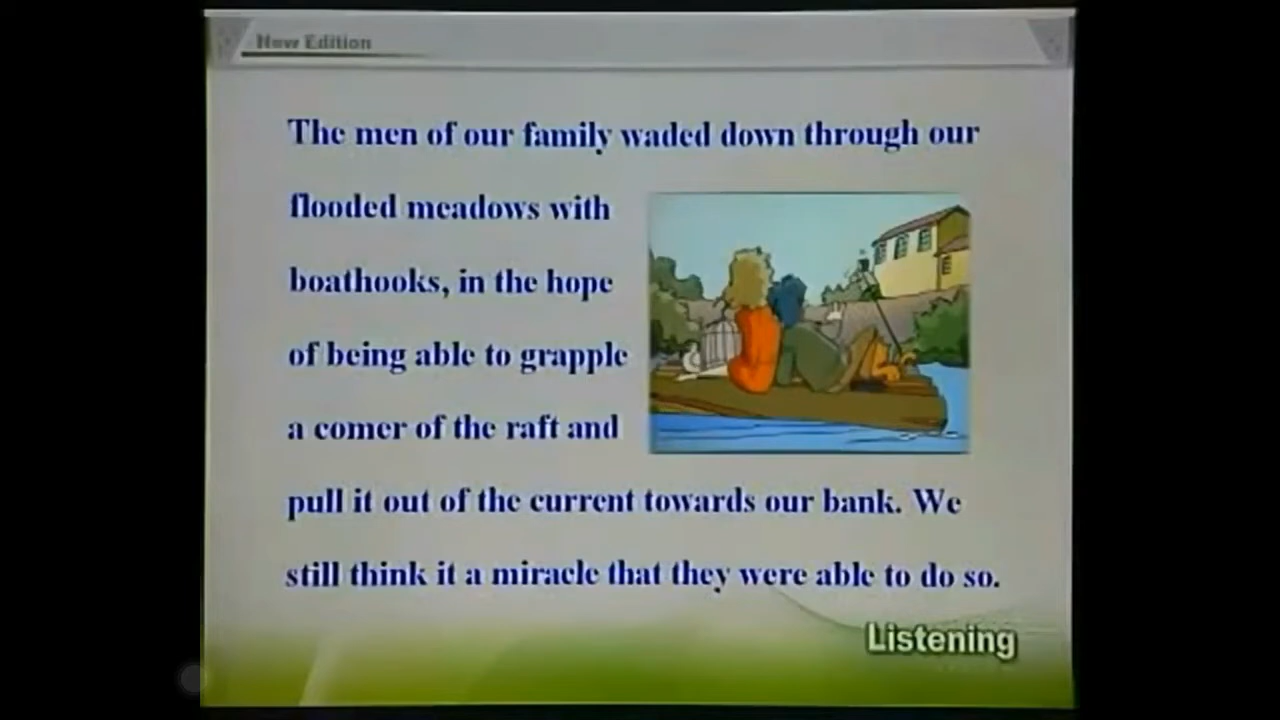 New Edition
The men of our family waded down through our
flooded meadows with
boathooks, in the hope
of being able to grapple
a comer of the raft and
pull it out of the current towards our bank. We
still think it a miracle that they were able to do so.
Listening